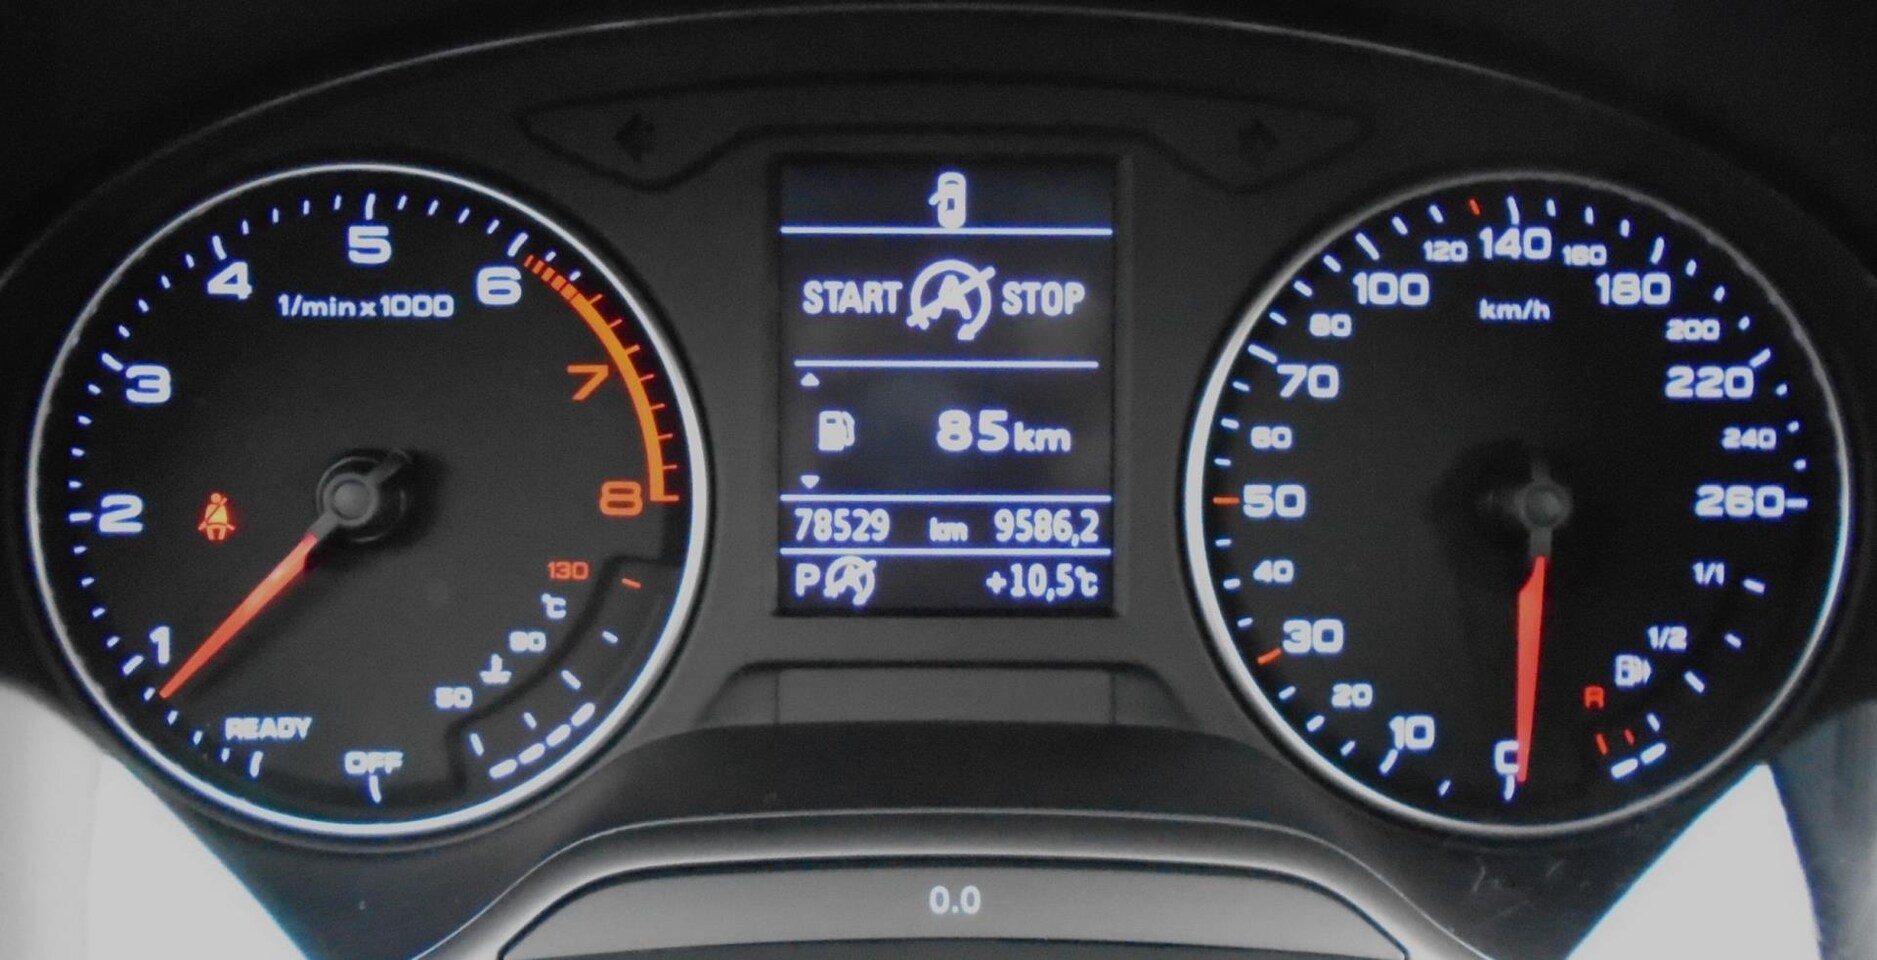 5
4
6
1/min x 1000
3
7
2
8
1
130
°C
90
50
READY
OFF
START A STOP
85 km
78529 km 9586,2
P A +10,5°C
120 140 160
100 180
km/h
80 200
70 220
60 240
50 260
40 1/1
30 1/2
20 R
10
0
0.0